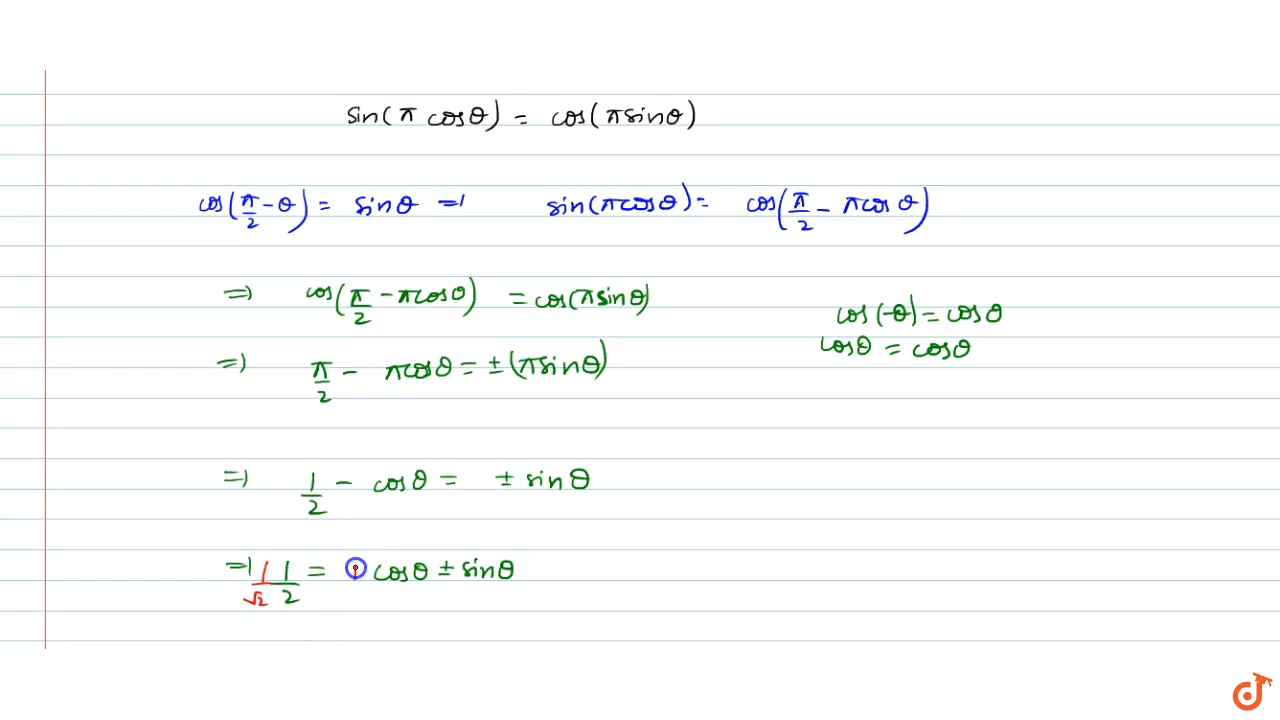 sin(π cosθ) = cos(π sinθ)
cos(π/2 - θ) = sinθ ⇒ sin(π cosθ) = cos(π/2 - π cosθ)
⇒ cos(π/2 - π cosθ) = cos(π sinθ)
cos(-θ) = cosθ
cosθ = cosθ
⇒ π/2 - π cosθ = ± (π sinθ)
⇒ 1/2 - cosθ = ± sinθ
⇒ 1/√2 1/2 = cosθ ± sinθ